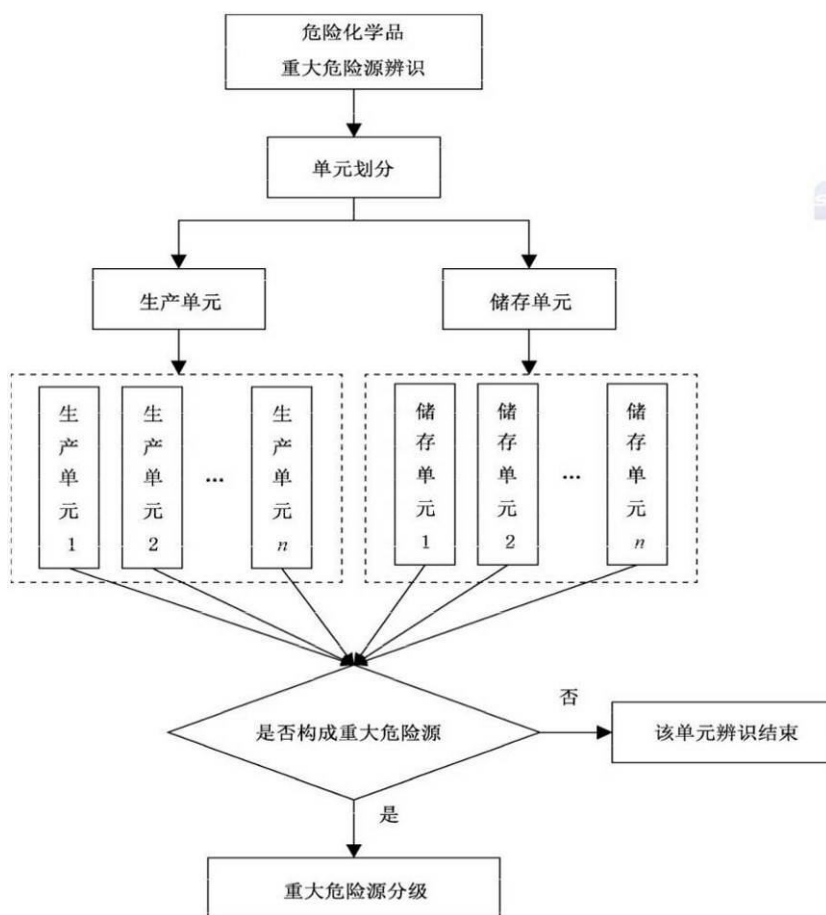 危险化学品
重大危险源辨识
单元划分
生产单元
储存单元
生产单元1
生产单元2
...
生产单元n
储存单元1
储存单元2
...
储存单元n
是否构成重大危险源
否
该单元辨识结束
是
重大危险源分级